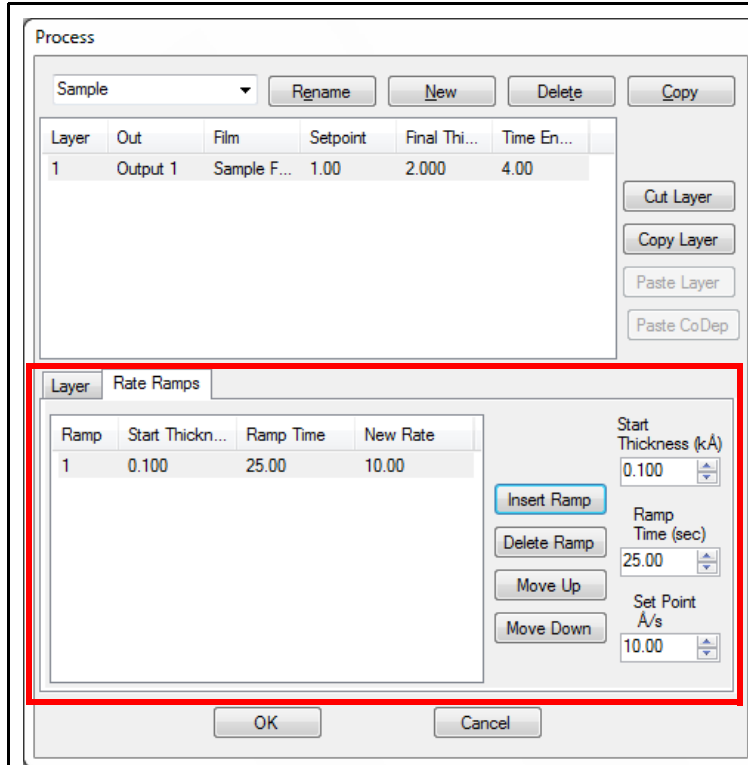 Process
Sample Rename New Delete Copy
Layer Out Film Setpoint Final Thi... Time En...
1 Output 1 Sample F... 1.00 2.000 4.00
Cut Layer
Copy Layer
Paste Layer
Paste CoDep
Layer Rate Ramps
Ramp Start Thickn... Ramp Time New Rate
1 0.100 25.00 10.00
Insert Ramp
Delete Ramp
Move Up
Move Down
Start
Thickness (kÅ)
0.100
Ramp
Time (sec)
25.00
Set Point
Å/s
10.00
OK Cancel